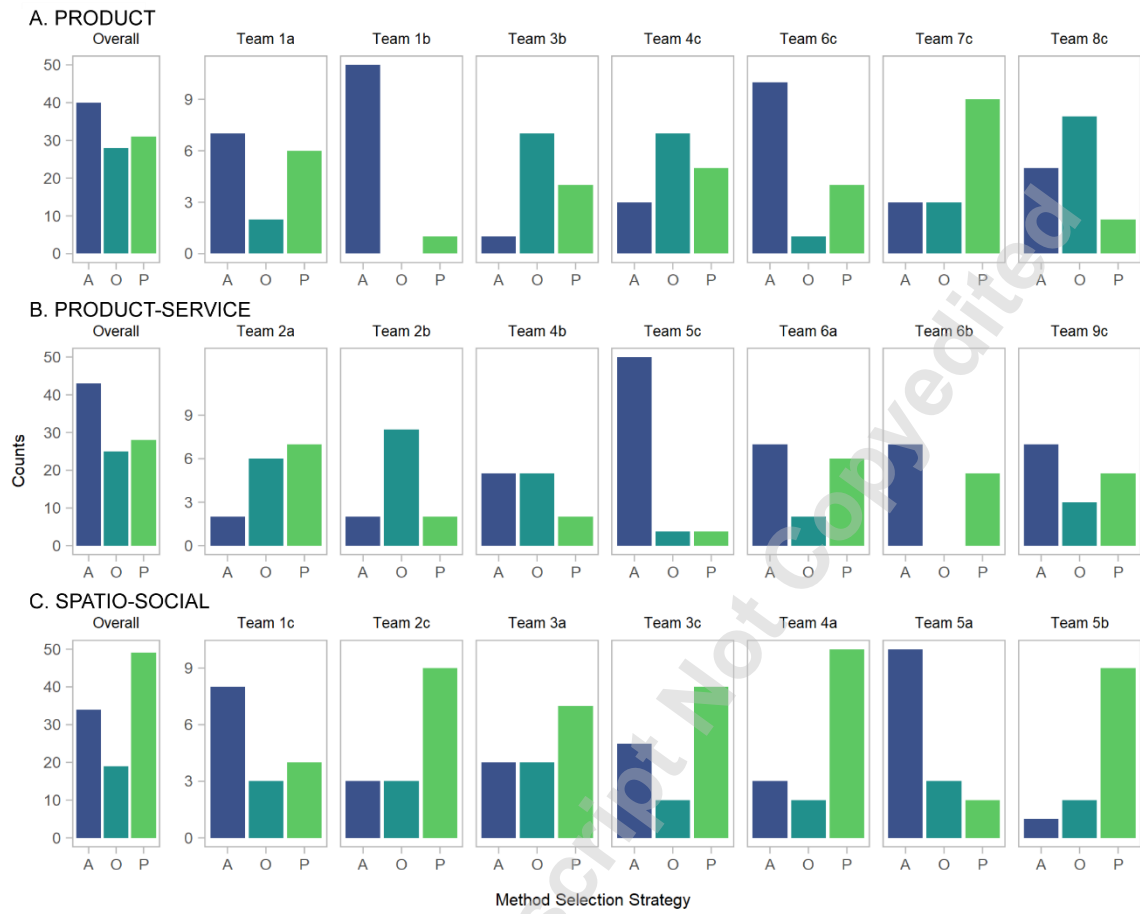 A. PRODUCT
Overall Team 1a Team 1b Team 3b Team 4c Team 6c Team 7c Team 8c
50
40
30
20
10
0
9
6
3
0
A O P A O P A O P A O P A O P A O P A O P A O P
B. PRODUCT-SERVICE
Overall Team 2a Team 2b Team 4b Team 5c Team 6a Team 6b Team 9c
Counts
50
40
30
20
10
0
9
6
3
0
A O P A O P A O P A O P A O P A O P A O P A O P
C. SPATIO-SOCIAL
Overall Team 1c Team 2c Team 3a Team 3c Team 4a Team 5a Team 5b
50
40
30
20
10
0
9
6
3
0
A O P A O P A O P A O P A O P A O P A O P A O P
Method Selection Strategy
script Not Copyedited